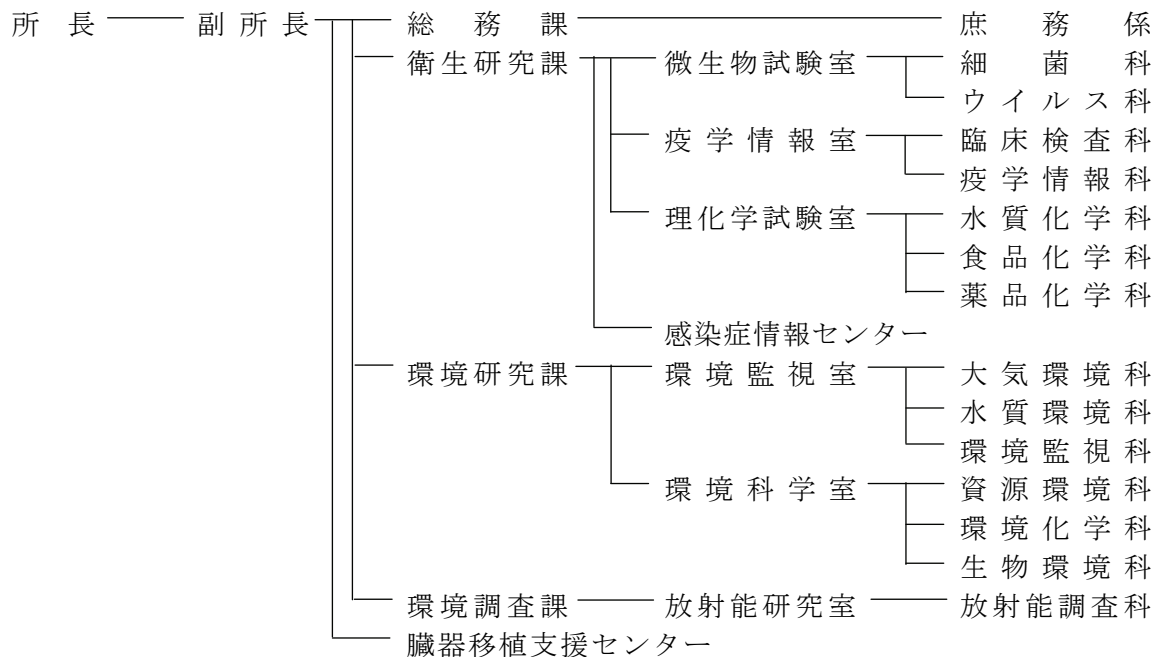 所長 副所長 総務課 庶務係
衛生研究課 微生物試験室 細菌科
ウイルス科
疫学情報室 臨床検査科
疫学情報科
理化学試験室 水質化学科
食品化学科
薬品化学科
感染症情報センター
環境研究課 環境監視室 大気環境科
水質環境科
環境監視科
環境科学室 資源環境科
環境化学科
生物環境科
環境調査課 放射能研究室 放射能調査科
臓器移植支援センター